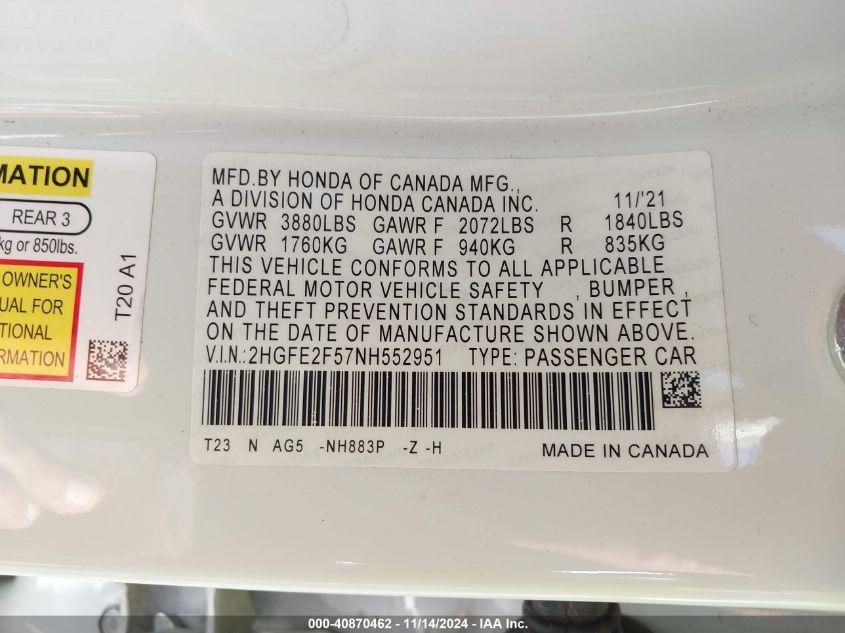 MATION
REAR 3
kg or 850lbs.
OWNER'S
UAL FOR
TIONAL
RMATION
T20 A1
MFD.BY HONDA OF CANADA MFG.,
A DIVISION OF HONDA CANADA INC. 11/'21
GVWR 3880LBS GAWR F 2072LBS R 1840LBS
GVWR 1760KG GAWR F 940KG R 835KG
THIS VEHICLE CONFORMS TO ALL APPLICABLE
FEDERAL MOTOR VEHICLE SAFETY , BUMPER ,
AND THEFT PREVENTION STANDARDS IN EFFECT
ON THE DATE OF MANUFACTURE SHOWN ABOVE.
V.I.N.:2HGFE2F57NH552951 TYPE: PASSENGER CAR
T23 N AG5 -NH883P -Z -H MADE IN CANADA
000-40870462 - 11/14/2024 - IAA Inc.